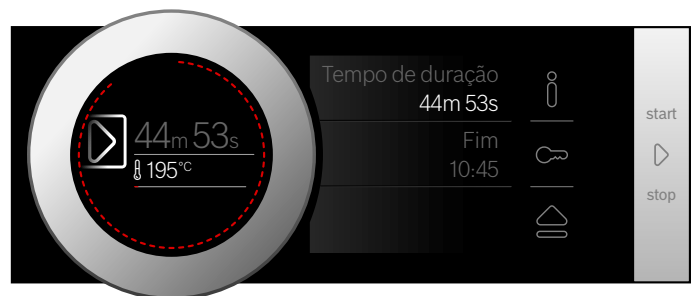 44m 53s
195°C
Tempo de duração
44m 53s
Fim
10:45
start
stop